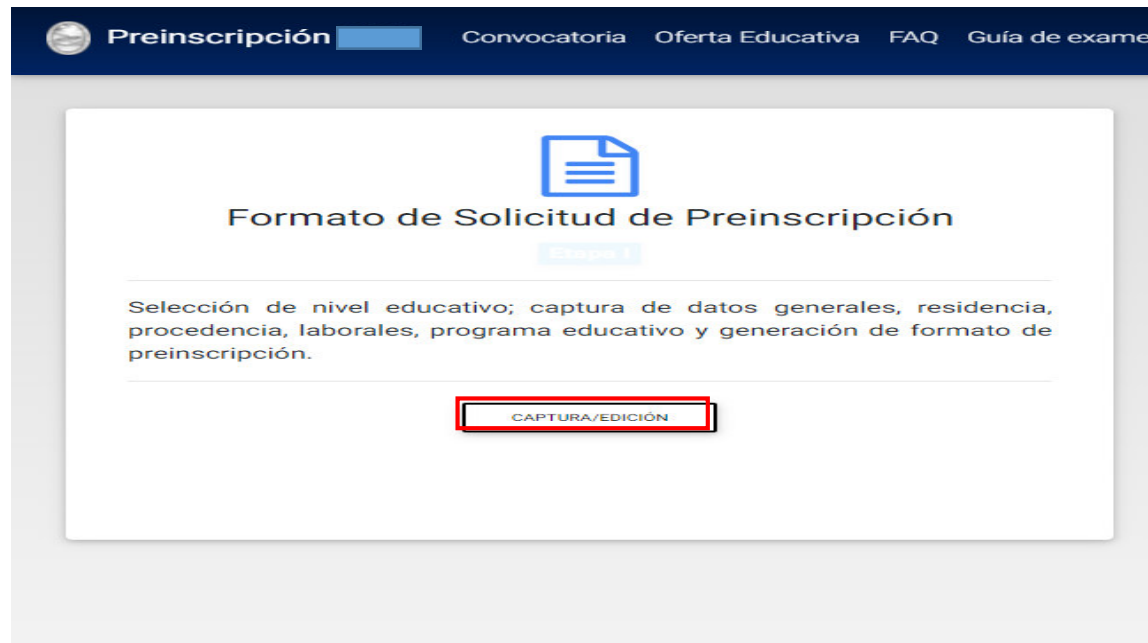 Preinscripción Convocatoria Oferta Educativa FAQ Guía de exame
Formato de Solicitud de Preinscripción
Etapa I
Selección de nivel educativo; captura de datos generales, residencia,
procedencia, laborales, programa educativo y generación de formato de
preinscripción.
CAPTURA/EDICIÓN